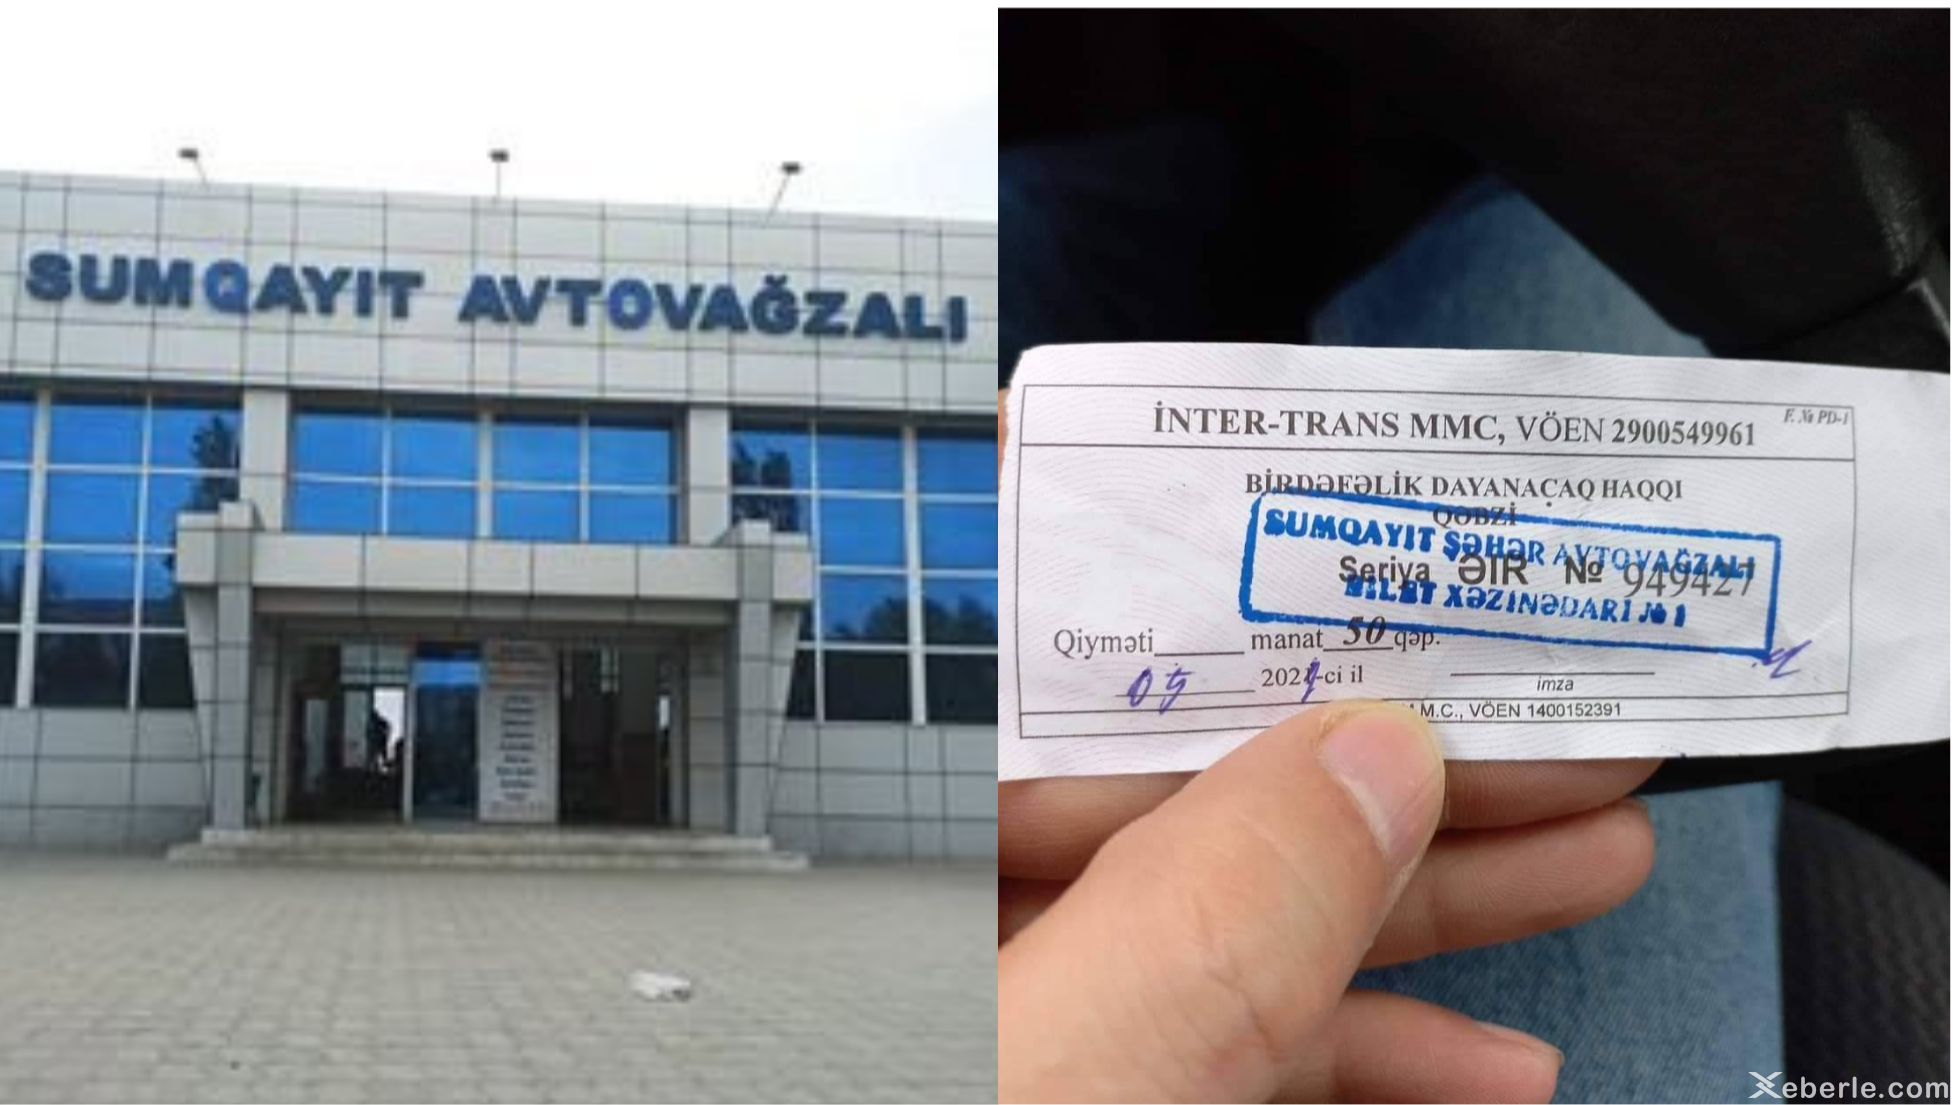 SUMQAYIT AVTOVAĞZALI
İNTER-TRANS MMC, VÖEN 2900549961
F. № PD-1
BİRDƏFƏLİK DAYANACAQ HAQQI
QƏBZİ
SUMQAYIT ŞƏHƏR AVTOVAĞZALI
Seriya ƏİR № 949427
BİLET XƏZİNƏDARI № 1
Qiyməti manat 50 qəp.
05 2021-ci il
imza
M.C., VÖEN 1400152391
Xeberle.com